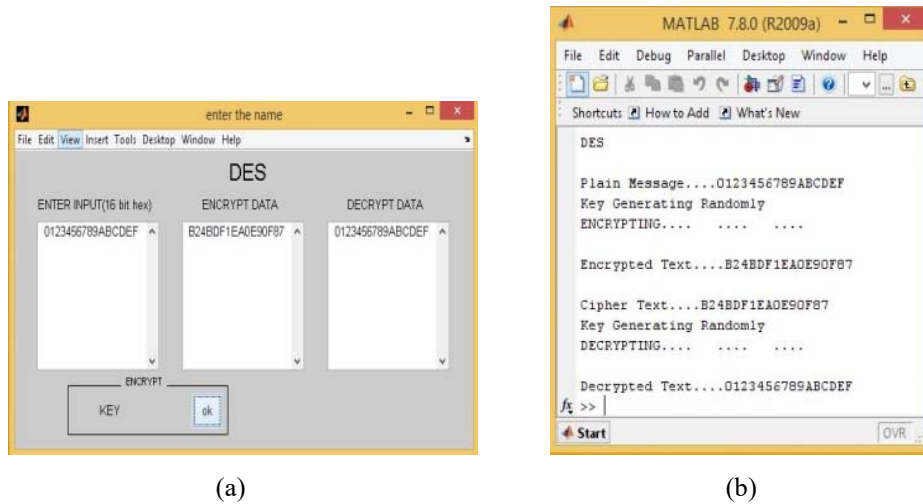 enter the name
File Edit View Insert Tools Desktop Window Help
DES
ENTER INPUT(16 bit hex) ENCRYPT DATA DECRYPT DATA
0123456789ABCDEF B24BDF1EA0E90F87 0123456789ABCDEF
ENCRYPT
KEY ok
(a)
MATLAB 7.8.0 (R2009a)
File Edit Debug Parallel Desktop Window Help
Shortcuts How to Add What's New
DES
Plain Message....0123456789ABCDEF
Key Generating Randomly
ENCRYPTING.... .... ....
Encrypted Text....B24BDF1EA0E90F87
Cipher Text....B24BDF1EA0E90F87
Key Generating Randomly
DECRYPTING.... .... ....
Decrypted Text....0123456789ABCDEF
fx >>
Start OVR
(b)